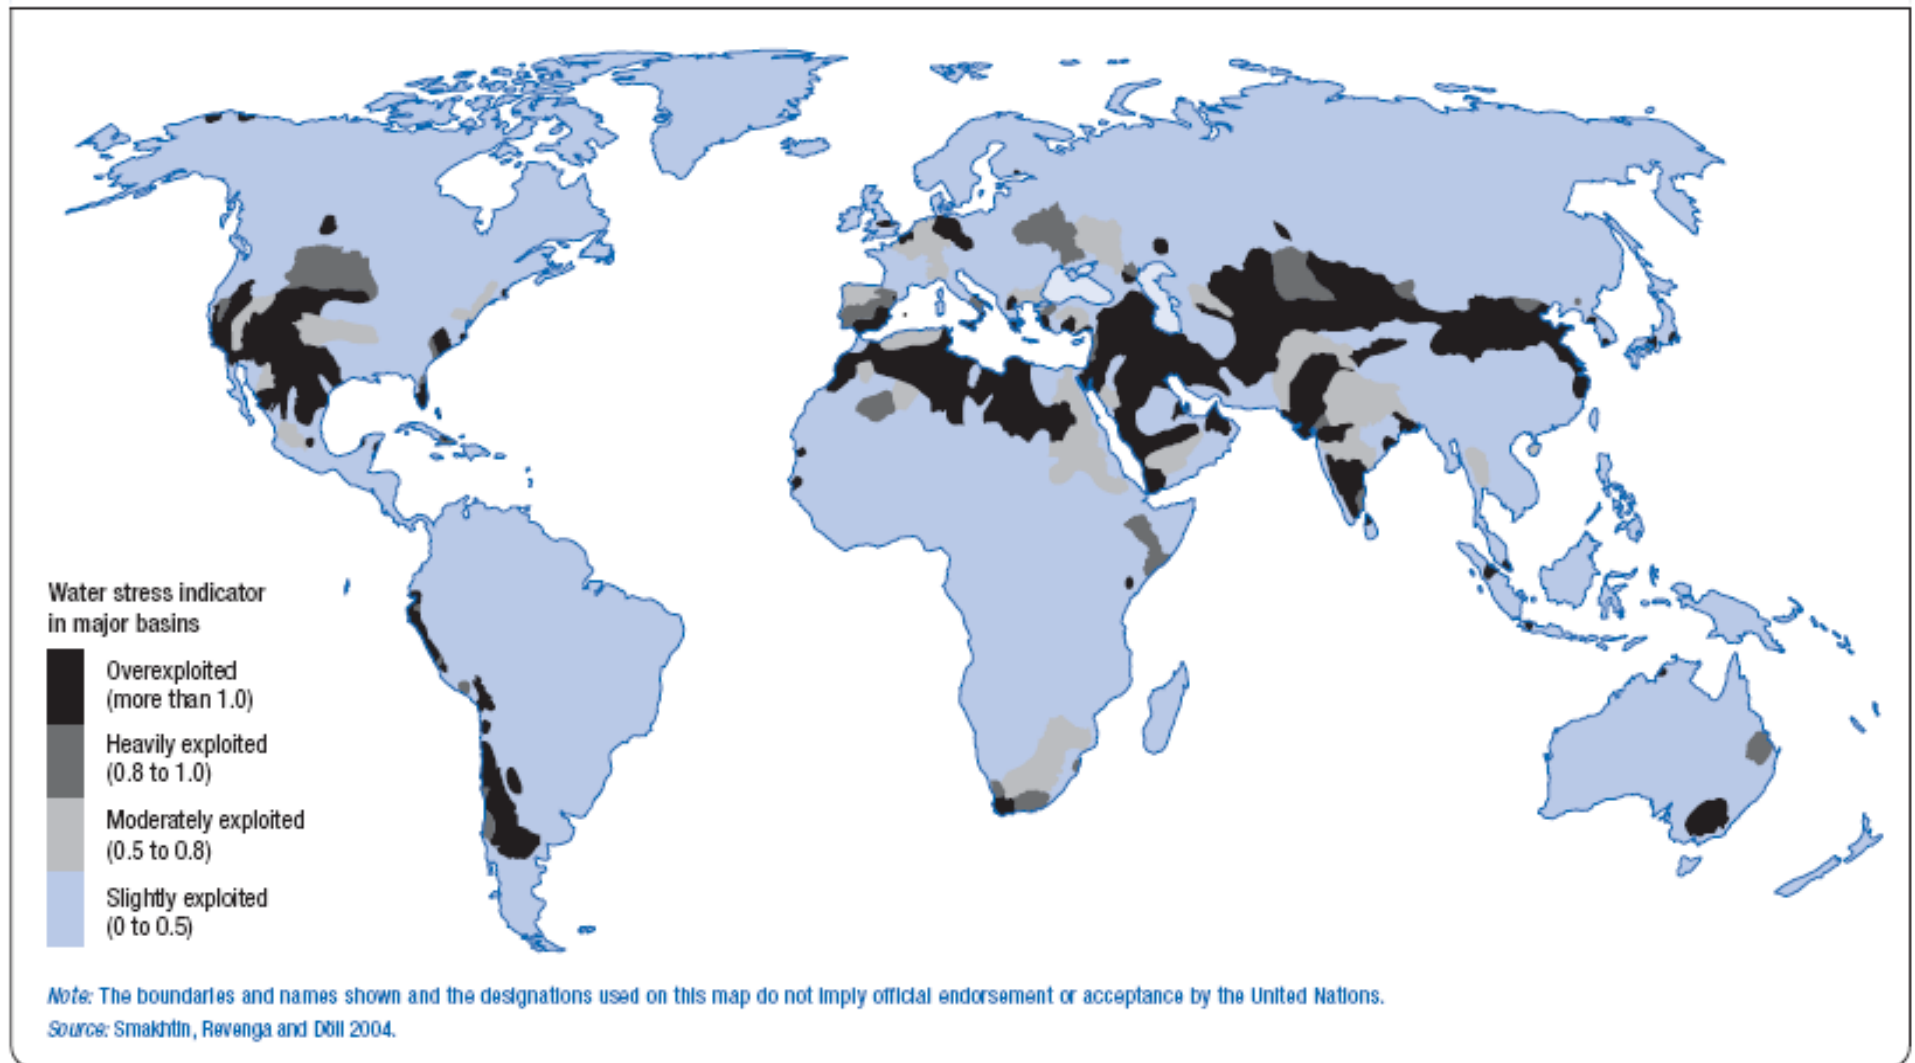 Water stress indicator
in major basins
Overexploited
(more than 1.0)
Heavily exploited
(0.8 to 1.0)
Moderately exploited
(0.5 to 0.8)
Slightly exploited
(0 to 0.5)
Note: The boundaries and names shown and the designations used on this map do not imply official endorsement or acceptance by the United Nations.
Source: Smakhtin, Revenga and Döll 2004.